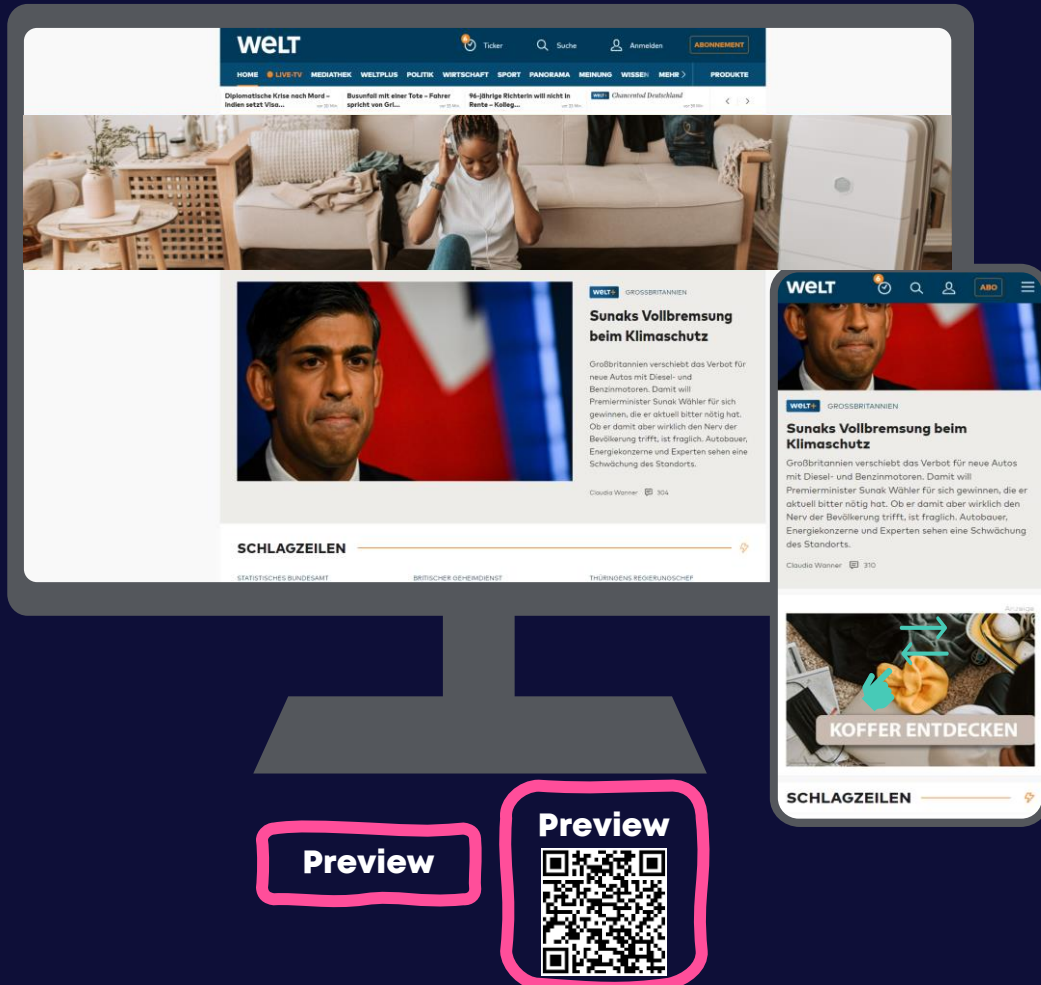 WELT
6
Ticker
Suche
Anmelden
ABONNEMENT
HOME LIVE-TV MEDIATHEK WELTPLUS POLITIK WIRTSCHAFT SPORT PANORAMA MEINUNG WISSEN MEHR PRODUKTE
Diplomatische Krise nach Mord –
Indien setzt Visa...
Busunfall mit einer Tote – Fahrer
spricht von Gri...
96-jährige Richterin will nicht in
Rente – Kolleg...
Chancental Deutschland
WELT+ GROSSBRITANNIEN
Sunaks Vollbremsung
beim Klimaschutz
Großbritannien verschiebt das Verbot für
neue Autos mit Diesel- und
Benzinmotoren. Damit will
Premierminister Sunak Wähler für sich
gewinnen, die er aktuell bitter nötig hat.
Ob er damit aber wirklich den Nerv der
Bevölkerung trifft, ist fraglich. Autobauer,
Energiekonzerne und Experten sehen eine
Schwächung des Standorts.
Claudia Wanner 304
SCHLAGZEILEN
STATISTISCHES BUNDESAMT
BRITISCHER GEHEIMDIENST
THÜRINGENS REGIERUNGSCHEF
WELT
6
ABO
WELT+ GROSSBRITANNIEN
Sunaks Vollbremsung beim
Klimaschutz
Großbritannien verschiebt das Verbot für neue Autos
mit Diesel- und Benzinmotoren. Damit will
Premierminister Sunak Wähler für sich gewinnen, die er
aktuell bitter nötig hat. Ob er damit aber wirklich den
Nerv der Bevölkerung trifft, ist fraglich. Autobauer,
Energiekonzerne und Experten sehen eine Schwächung
des Standorts.
Claudia Wanner 310
Anzeige
KOFFER ENTDECKEN
SCHLAGZEILEN
Preview
Preview